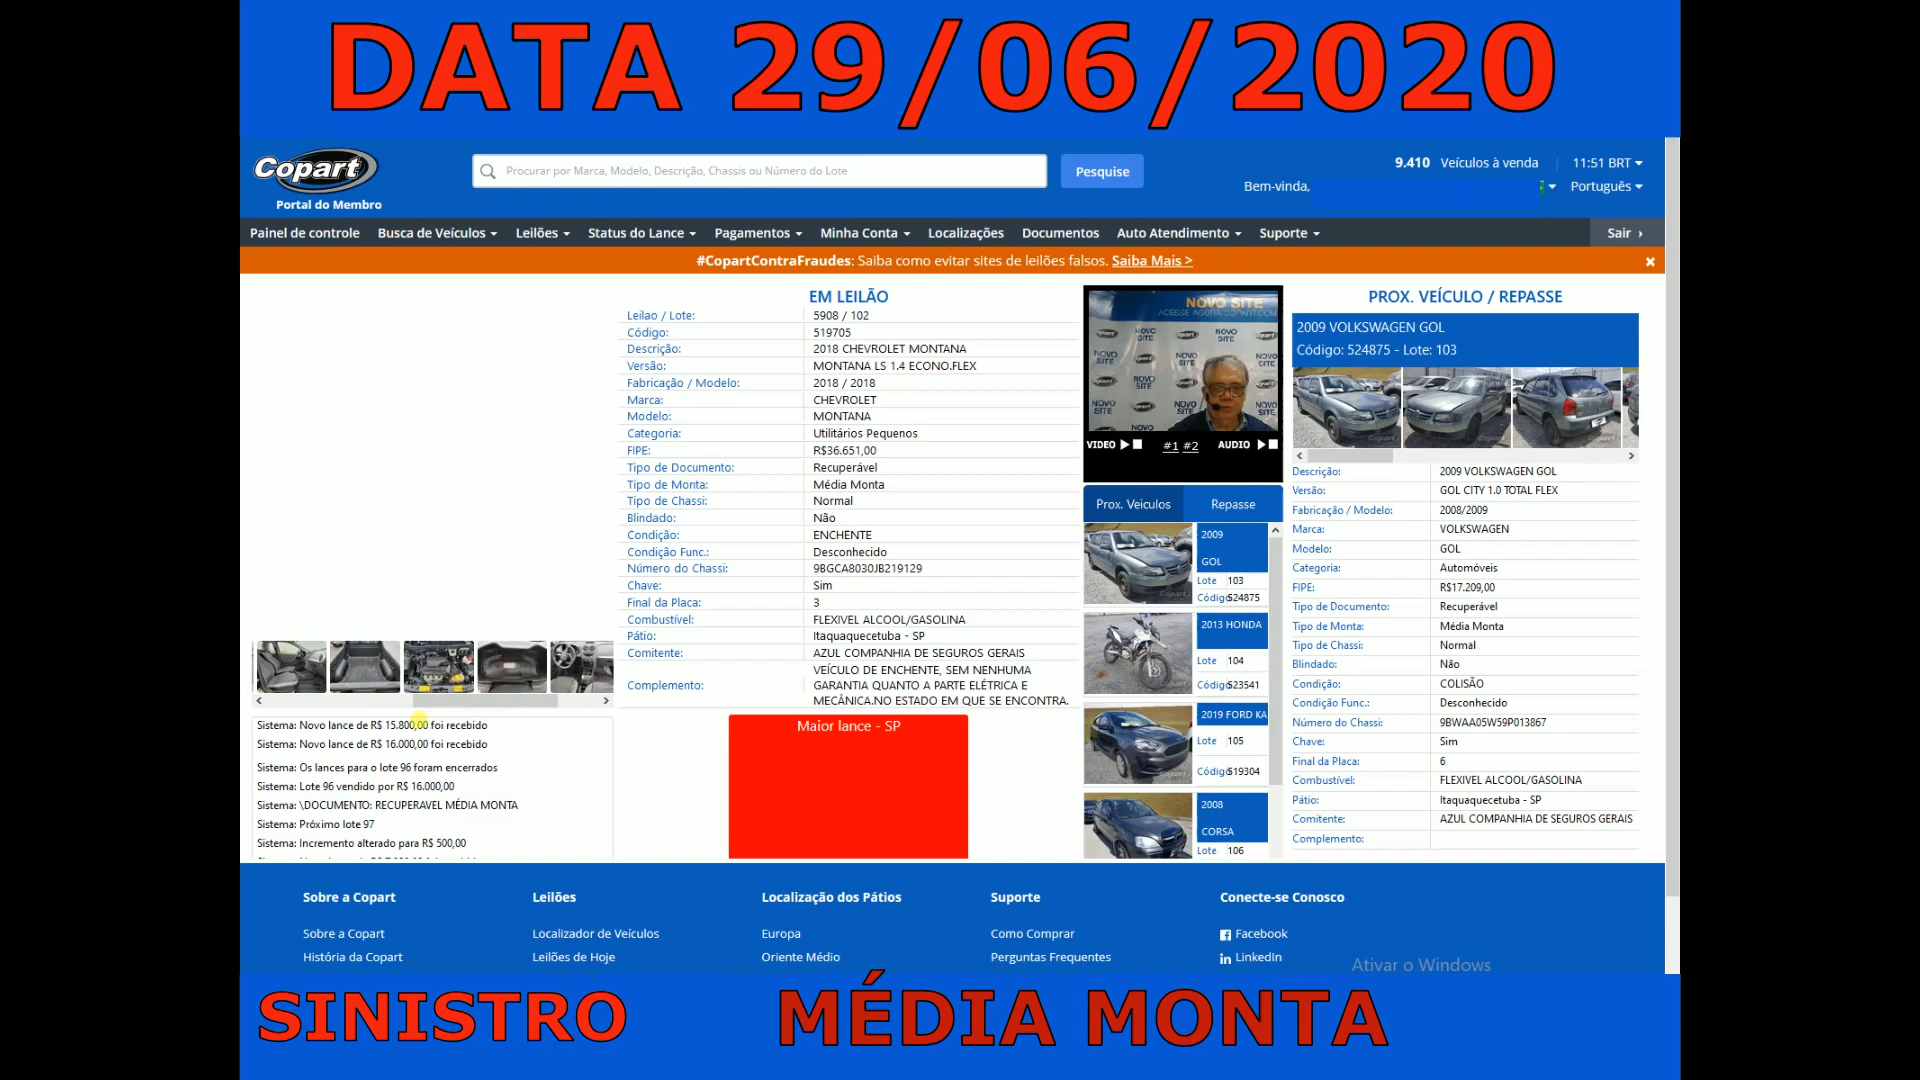 DATA 29/06/2020
Copart
Portal do Membro
Procurar por Marca, Modelo, Descrição, Chassis ou Número do Lote
Pesquise
9.410 Veículos à venda
11:51 BRT
Bem-vinda,
Português
Painel de controle
Busca de Veículos
Leilões
Status do Lance
Pagamentos
Minha Conta
Localizações
Documentos
Auto Atendimento
Suporte
Sair
#CopartContraFraudes: Saiba como evitar sites de leilões falsos. Saiba Mais >
EM LEILÃO
Leilao / Lote: 5908 / 102
Código: 519705
Descrição: 2018 CHEVROLET MONTANA
Versão: MONTANA LS 1.4 ECONO.FLEX
Fabricação / Modelo: 2018 / 2018
Marca: CHEVROLET
Modelo: MONTANA
Categoria: Utilitários Pequenos
FIPE: R$36.651,00
Tipo de Documento: Recuperável
Tipo de Monta: Média Monta
Tipo de Chassi: Normal
Blindado: Não
Condição: ENCHENTE
Condição Func.: Desconhecido
Número do Chassi: 9BGCA8030JB219129
Chave: Sim
Final da Placa: 3
Combustível: FLEXIVEL ALCOOL/GASOLINA
Pátio: Itaquaquecetuba - SP
Comitente: AZUL COMPANHIA DE SEGUROS GERAIS
Complemento: VEÍCULO DE ENCHENTE, SEM NENHUMA
GARANTIA QUANTO A PARTE ELÉTRICA E
MECÂNICA.NO ESTADO EM QUE SE ENCONTRA.
Sistema: Novo lance de R$ 15.800,00 foi recebido
Sistema: Novo lance de R$ 16.000,00 foi recebido
Sistema: Os lances para o lote 96 foram encerrados
Sistema: Lote 96 vendido por R$ 16.000,00
Sistema: \DOCUMENTO: RECUPERAVEL MÉDIA MONTA
Sistema: Próximo lote 97
Sistema: Incremento alterado para R$ 500,00
Maior lance - SP
NOVO SITE
ACESSE AGORA COPART.COM
VIDEO
#1 #2
AUDIO
Prox. Veiculos
Repasse
2009
GOL
Lote 103
Código 524875
2013 HONDA
Lote 104
Código 523541
2019 FORD KA
Lote 105
Código 519304
2008
CORSA
Lote 106
PROX. VEÍCULO / REPASSE
2009 VOLKSWAGEN GOL
Código: 524875 - Lote: 103
Descrição: 2009 VOLKSWAGEN GOL
Versão: GOL CITY 1.0 TOTAL FLEX
Fabricação / Modelo: 2008/2009
Marca: VOLKSWAGEN
Modelo: GOL
Categoria: Automóveis
FIPE: R$17.209,00
Tipo de Documento: Recuperável
Tipo de Monta: Média Monta
Tipo de Chassi: Normal
Blindado: Não
Condição: COLISÃO
Condição Func.: Desconhecido
Número do Chassi: 9BWAA05W59P013867
Chave: Sim
Final da Placa: 6
Combustível: FLEXIVEL ALCOOL/GASOLINA
Pátio: Itaquaquecetuba - SP
Comitente: AZUL COMPANHIA DE SEGUROS GERAIS
Complemento:
Sobre a Copart
Sobre a Copart
História da Copart
Leilões
Localizador de Veículos
Leilões de Hoje
Localização dos Pátios
Europa
Oriente Médio
Suporte
Como Comprar
Perguntas Frequentes
Conecte-se Conosco
Facebook
LinkedIn
Ativar o Windows
SINISTRO MÉDIA MONTA